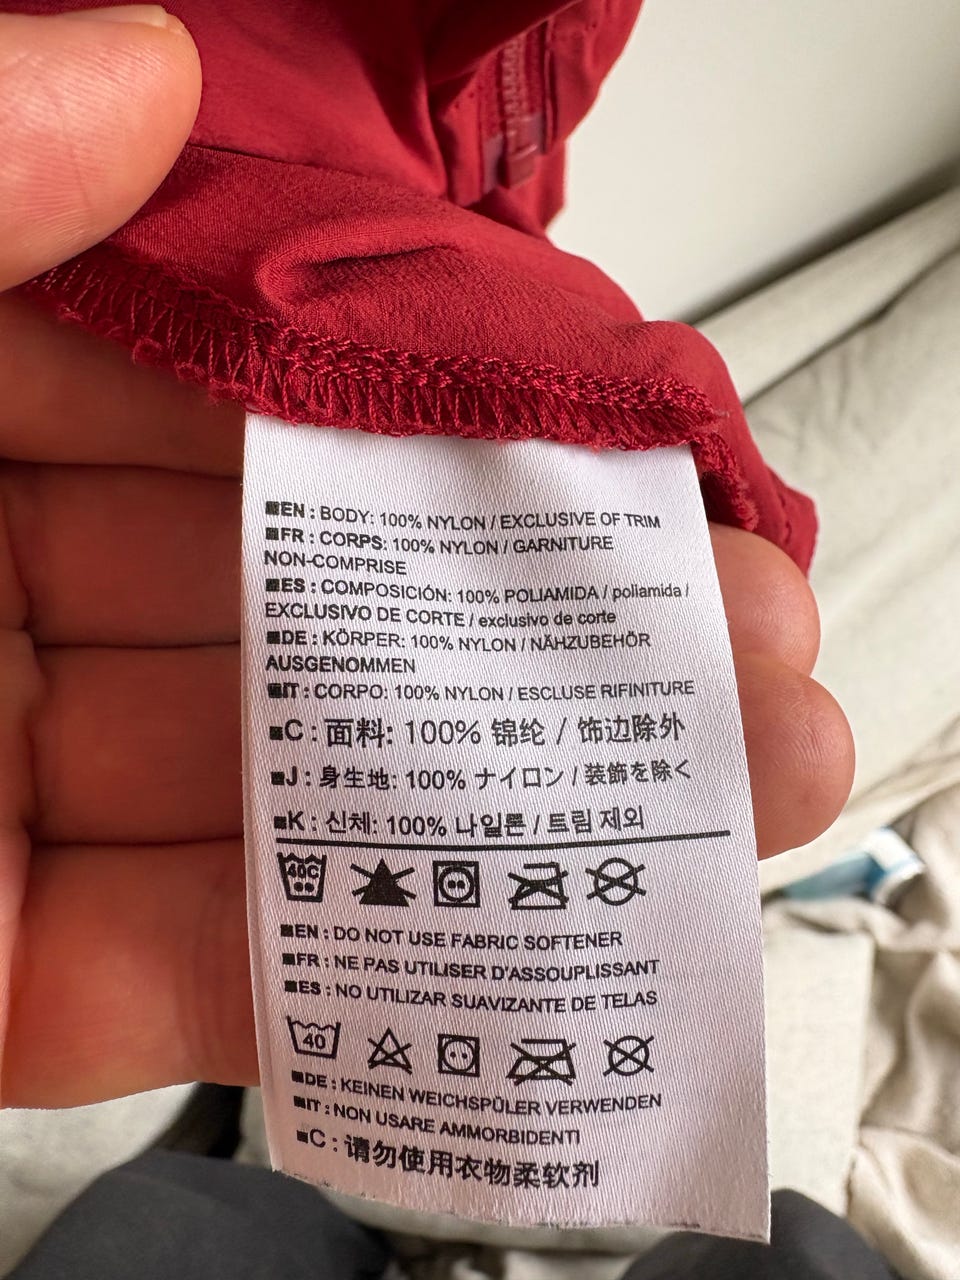 ■EN : BODY: 100% NYLON / EXCLUSIVE OF TRIM
■FR : CORPS: 100% NYLON / GARNITURE
NON-COMPRISE
■ES : COMPOSICIÓN: 100% POLIAMIDA / poliamida /
EXCLUSIVO DE CORTE / exclusivo de corte
■DE : KÖRPER: 100% NYLON / NÄHZUBEHÖR
AUSGENOMMEN
■IT : CORPO: 100% NYLON / ESCLUSE RIFINITURE
■C : 面料: 100% 锦纶 / 饰边除外
■J : 身生地: 100% ナイロン / 装飾を除く
■K : 신체: 100% 나일론 / 트림 제외
40C
■EN : DO NOT USE FABRIC SOFTENER
■FR : NE PAS UTILISER D'ASSOUPLISSANT
■ES : NO UTILIZAR SUAVIZANTE DE TELAS
40
■DE : KEINEN WEICHSPÜLER VERWENDEN
■IT : NON USARE AMMORBIDENTI
■C : 请勿使用衣物柔软剂